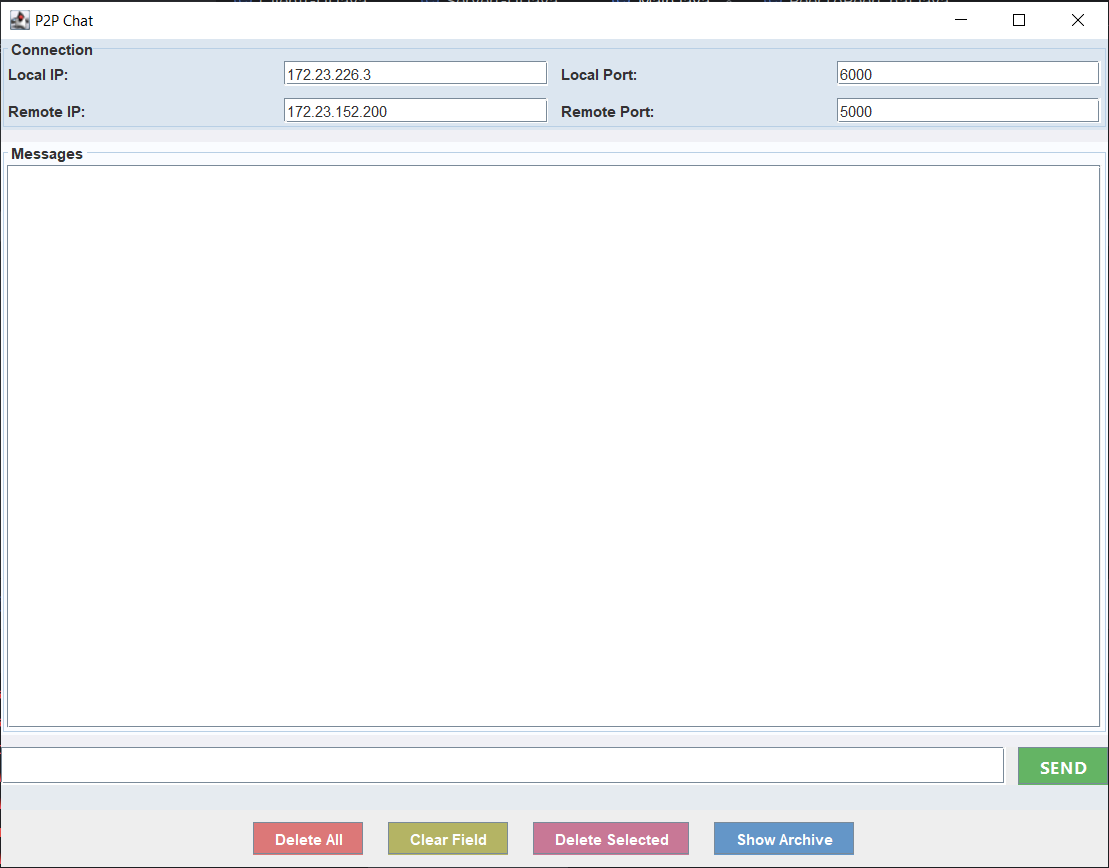 P2P Chat
Connection
Local IP: 172.23.226.3 Local Port: 6000
Remote IP: 172.23.152.200 Remote Port: 5000
Messages
SEND
Delete All Clear Field Delete Selected Show Archive